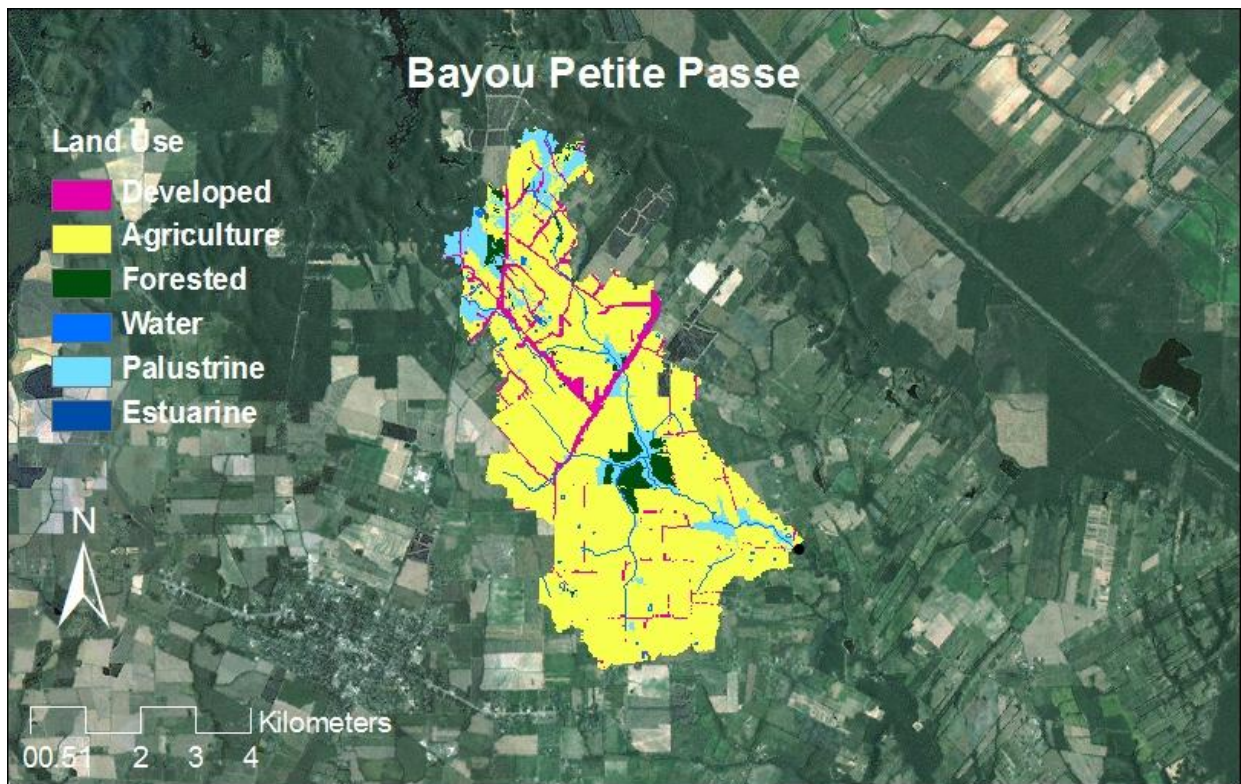 Bayou Petite Passe
Land Use
Developed
Agriculture
Forested
Water
Palustrine
Estuarine
N
Kilometers
00.51 2 3 4